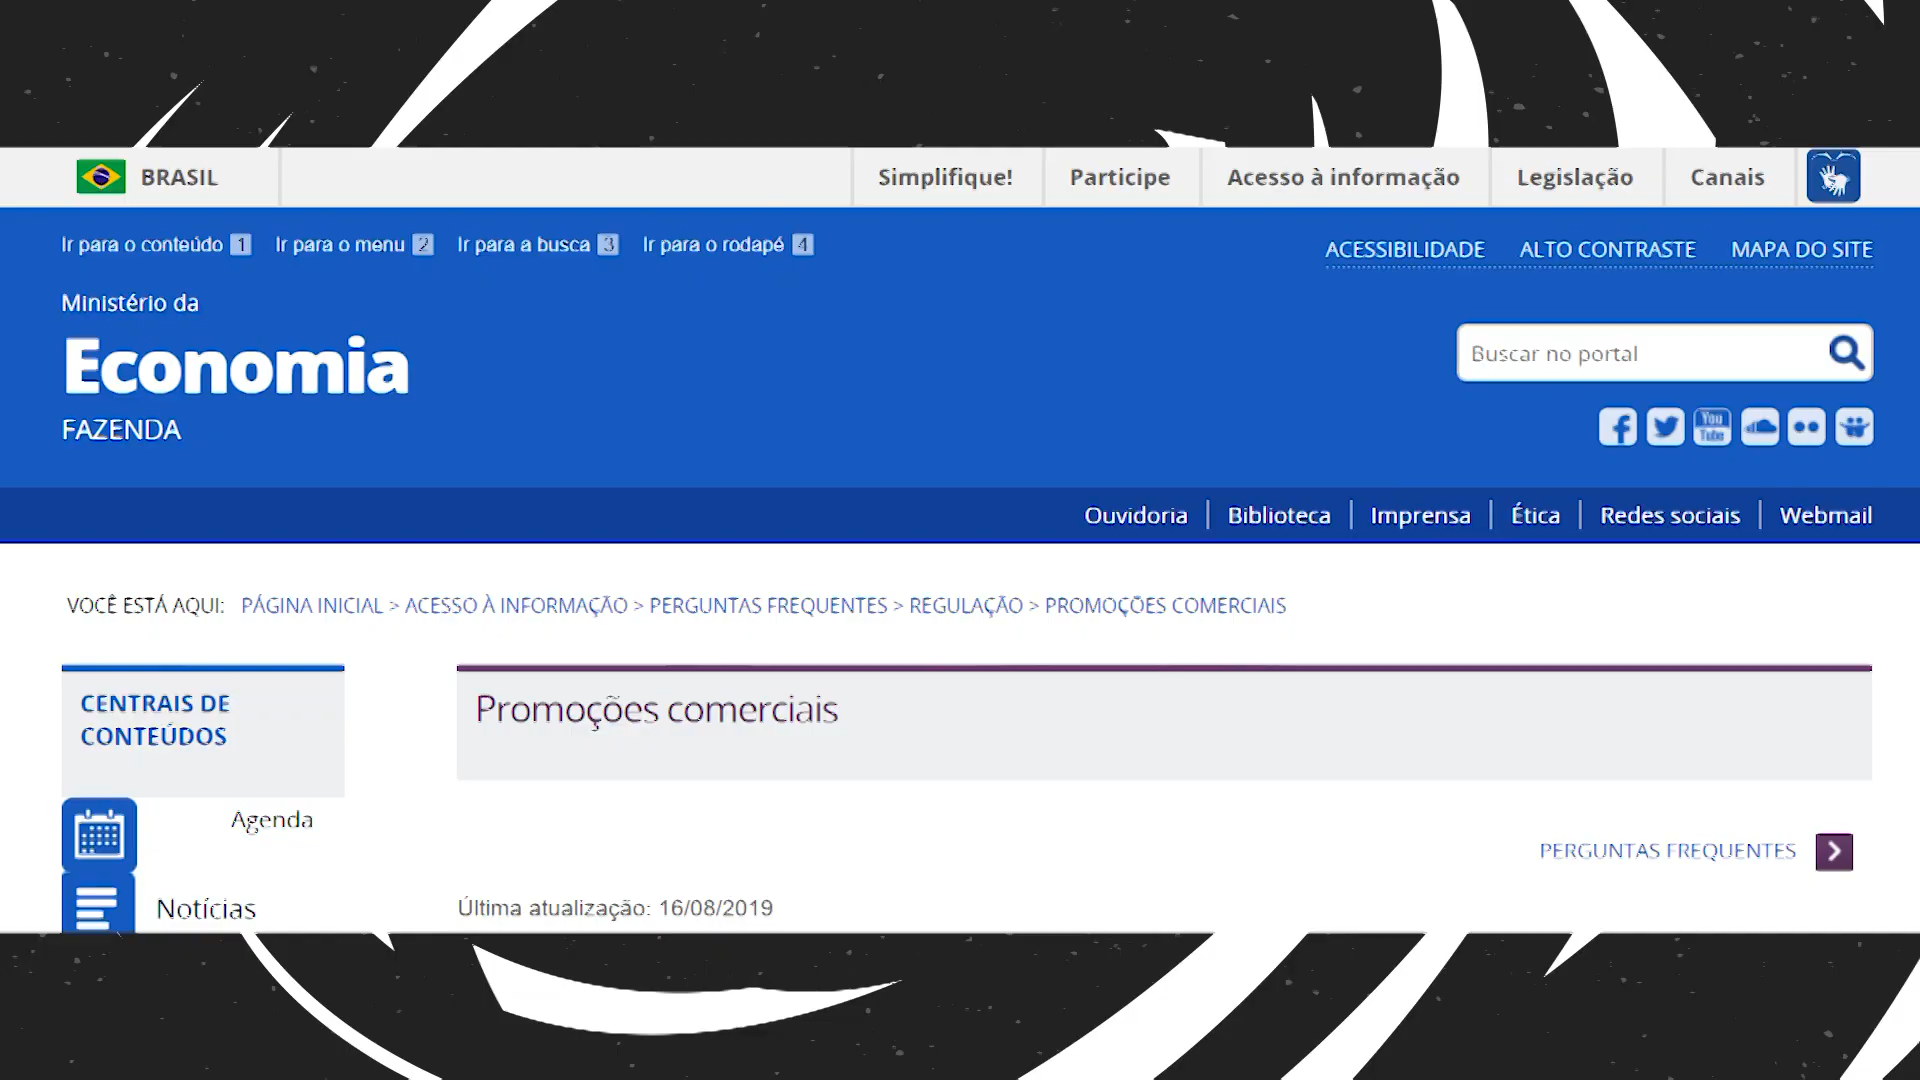 BRASIL
Simplifique!
Participe
Acesso à informação
Legislação
Canais
Ir para o conteúdo 1
Ir para o menu 2
Ir para a busca 3
Ir para o rodapé 4
ACESSIBILIDADE
ALTO CONTRASTE
MAPA DO SITE
Ministério da
Economia
FAZENDA
Buscar no portal
You
Tube
Ouvidoria
Biblioteca
Imprensa
Ética
Redes sociais
Webmail
VOCÊ ESTÁ AQUI: PÁGINA INICIAL > ACESSO À INFORMAÇÃO > PERGUNTAS FREQUENTES > REGULAÇÃO > PROMOÇÕES COMERCIAIS
CENTRAIS DE
CONTEÚDOS
Agenda
Notícias
Promoções comerciais
PERGUNTAS FREQUENTES
Última atualização: 16/08/2019